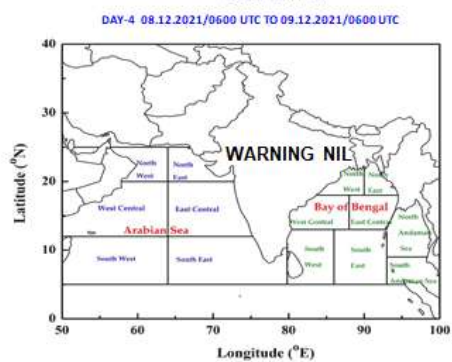 DAY-4 08.12.2021/0600 UTC TO 09.12.2021/0600 UTC
40
30
20
10
0
Latitude (°N)
WARNING NIL
North West
North East
West Central
East Central
Arabian Sea
South West
South East
North West
North East
Bay of Bengal
West Central
East Central
South West
South East
North Andaman Sea
South Andaman Sea
50 60 70 80 90 100
Longitude (°E)